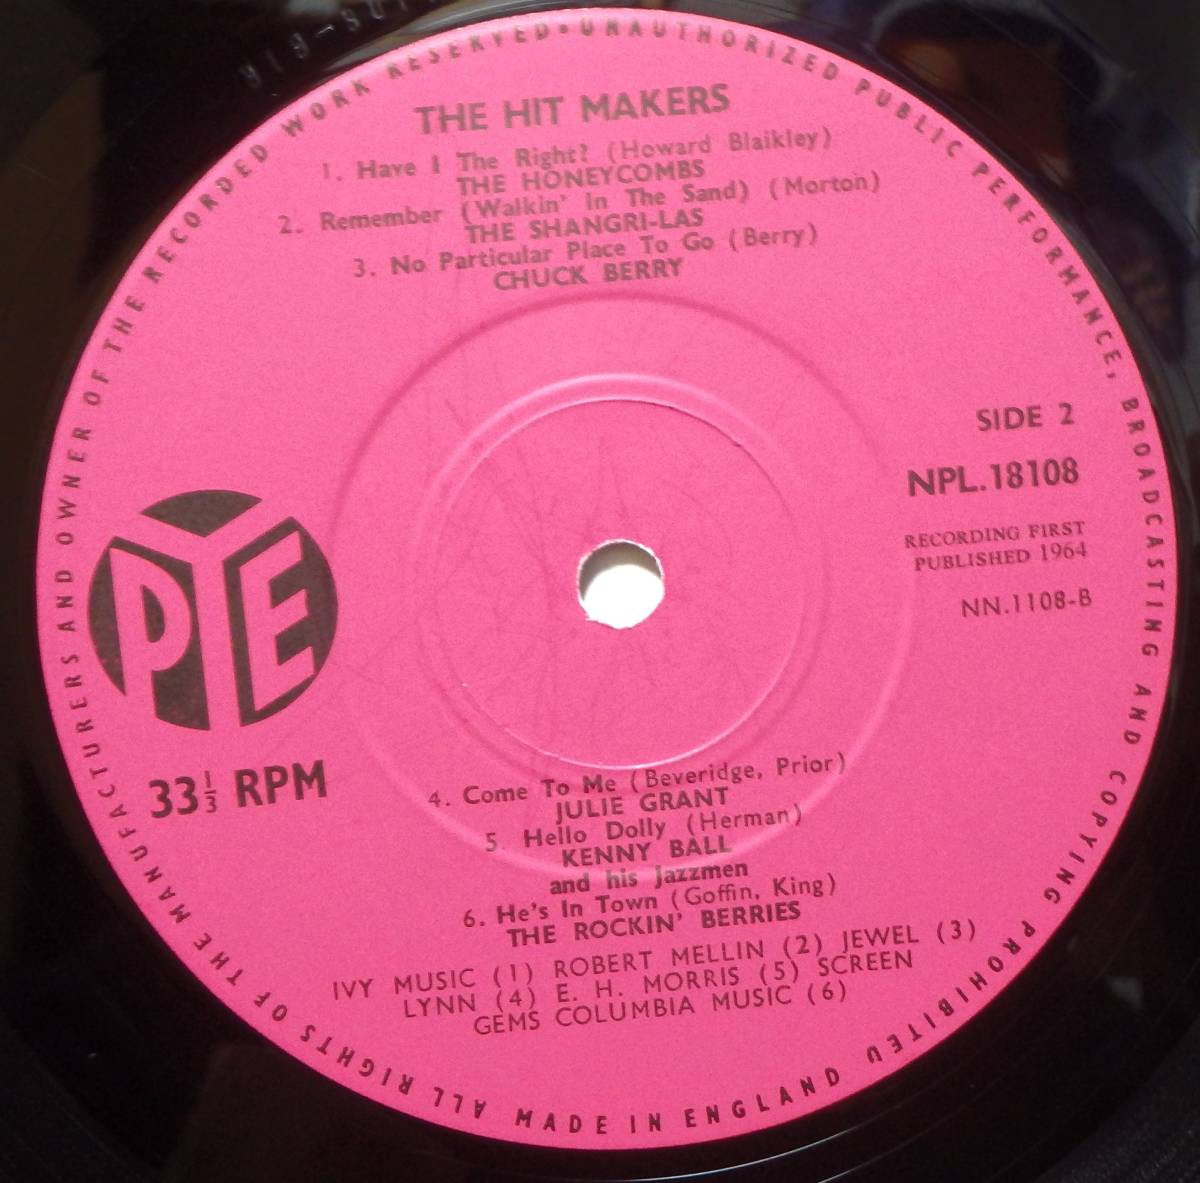 THE HIT MAKERS
1. Have I The Right? (Howard Blaikley)
THE HONEYCOMBS
2. Remember (Walkin' In The Sand) (Morton)
THE SHANGRI-LAS
3. No Particular Place To Go (Berry)
CHUCK BERRY
SIDE 2
NPL.18108
RECORDING FIRST
PUBLISHED 1964
NN.1108-B
PYE
33⅓ RPM
4. Come To Me (Beveridge, Prior)
JULIE GRANT
5. Hello Dolly (Herman)
KENNY BALL
and his Jazzmen
6. He's In Town (Goffin, King)
THE ROCKIN' BERRIES
IVY MUSIC (1) ROBERT MELLIN (2) JEWEL (3)
LYNN (4) E. H. MORRIS (5) SCREEN
GEMS COLUMBIA MUSIC (6)
ALL RIGHTS OF THE MANUFACTURERS AND OWNER OF THE RECORDED WORK RESERVED • UNAUTHORIZED PUBLIC PERFORMANCE, BROADCASTING AND COPYING PROHIBITED
MADE IN ENGLAND